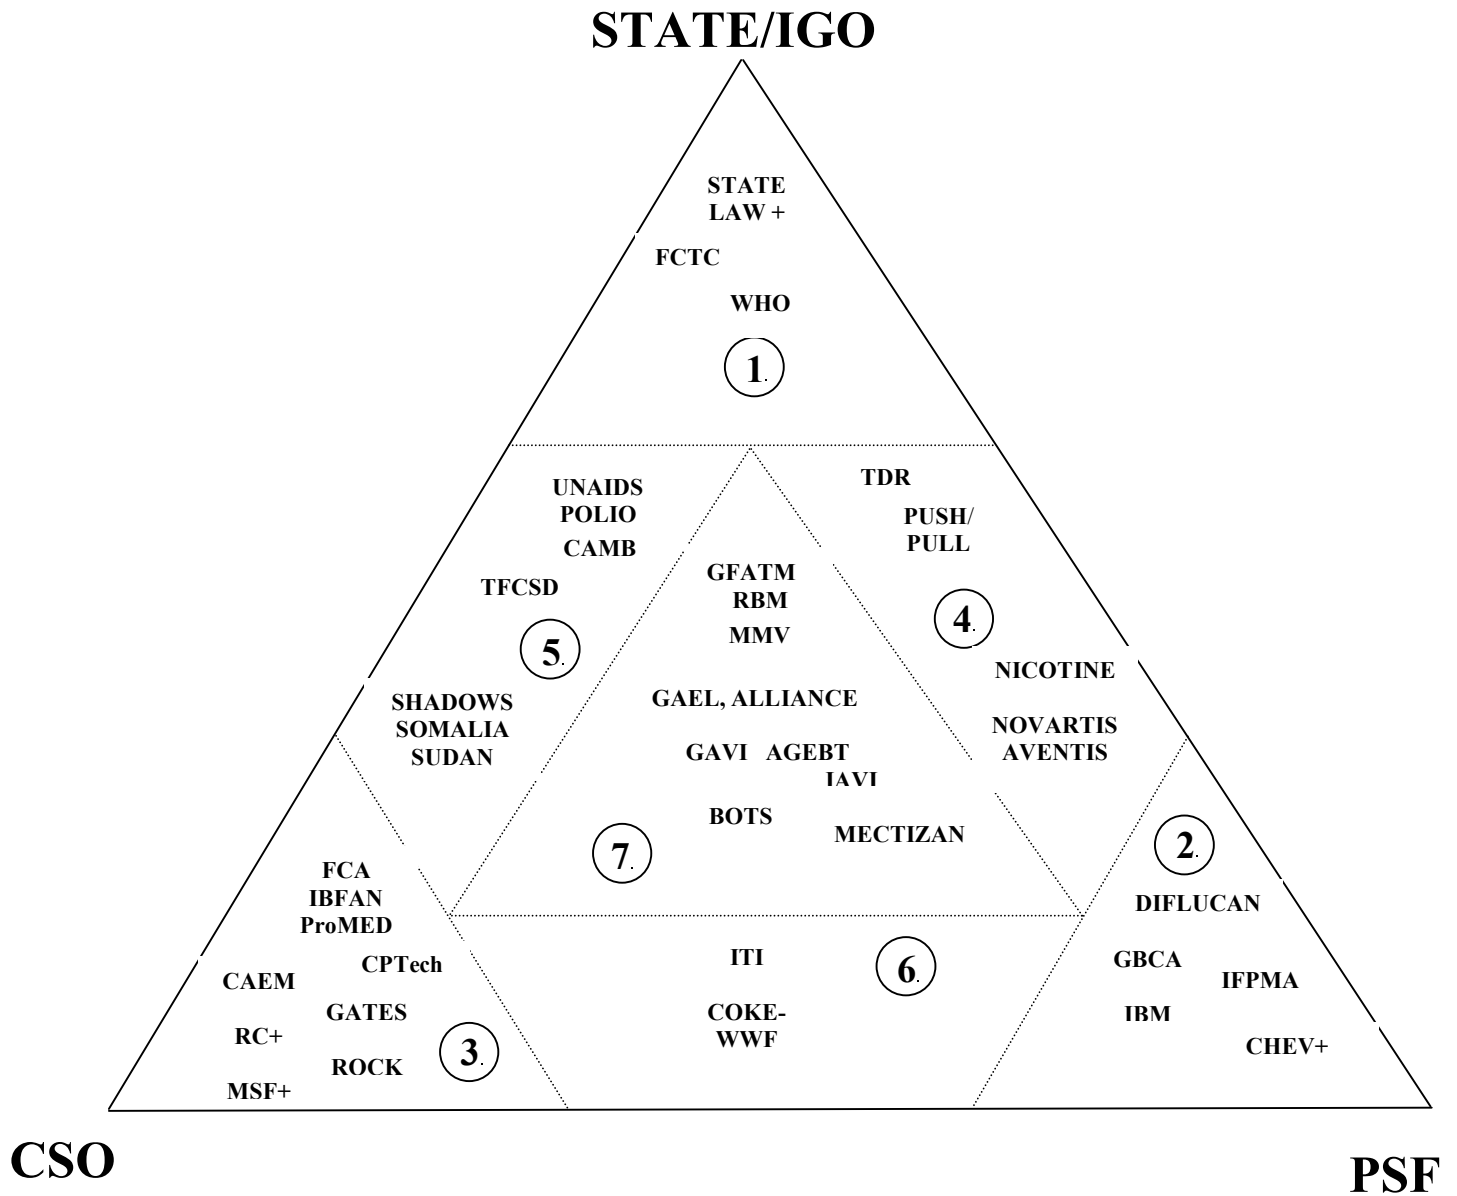 STATE/IGO
STATE
LAW +
FCTC
WHO
1.
UNAIDS
POLIO
CAMB
TFCSD
5.
SHADOWS
SOMALIA
SUDAN
TDR
PUSH/
PULL
4.
NICOTINE
NOVARTIS
AVENTIS
GFATM
RBM
MMV
GAEL, ALLIANCE
GAVI AGEBT
IAVI
BOTS
MECTIZAN
7.
2.
DIFLUCAN
GBCA
IFPMA
IBM
CHEV+
FCA
IBFAN
ProMED
CPTech
CAEM
GATES
RC+
3.
ROCK
MSF+
ITI
6.
COKE-
WWF
CSO
PSF